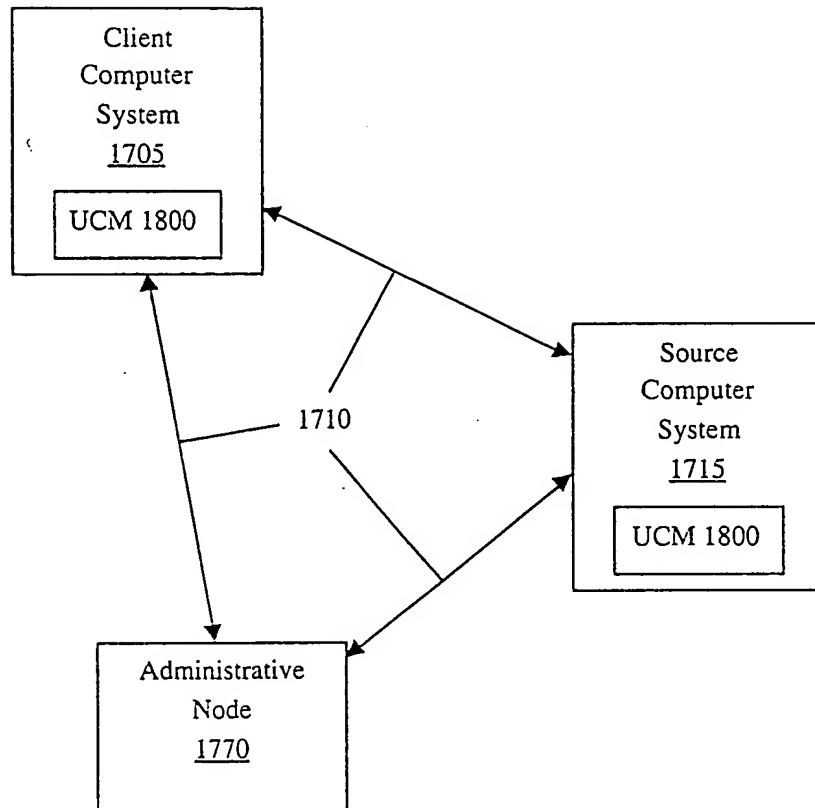 Client
Computer
System
1705
UCM 1800
1710
Source
Computer
System
1715
UCM 1800
Administrative
Node
1770